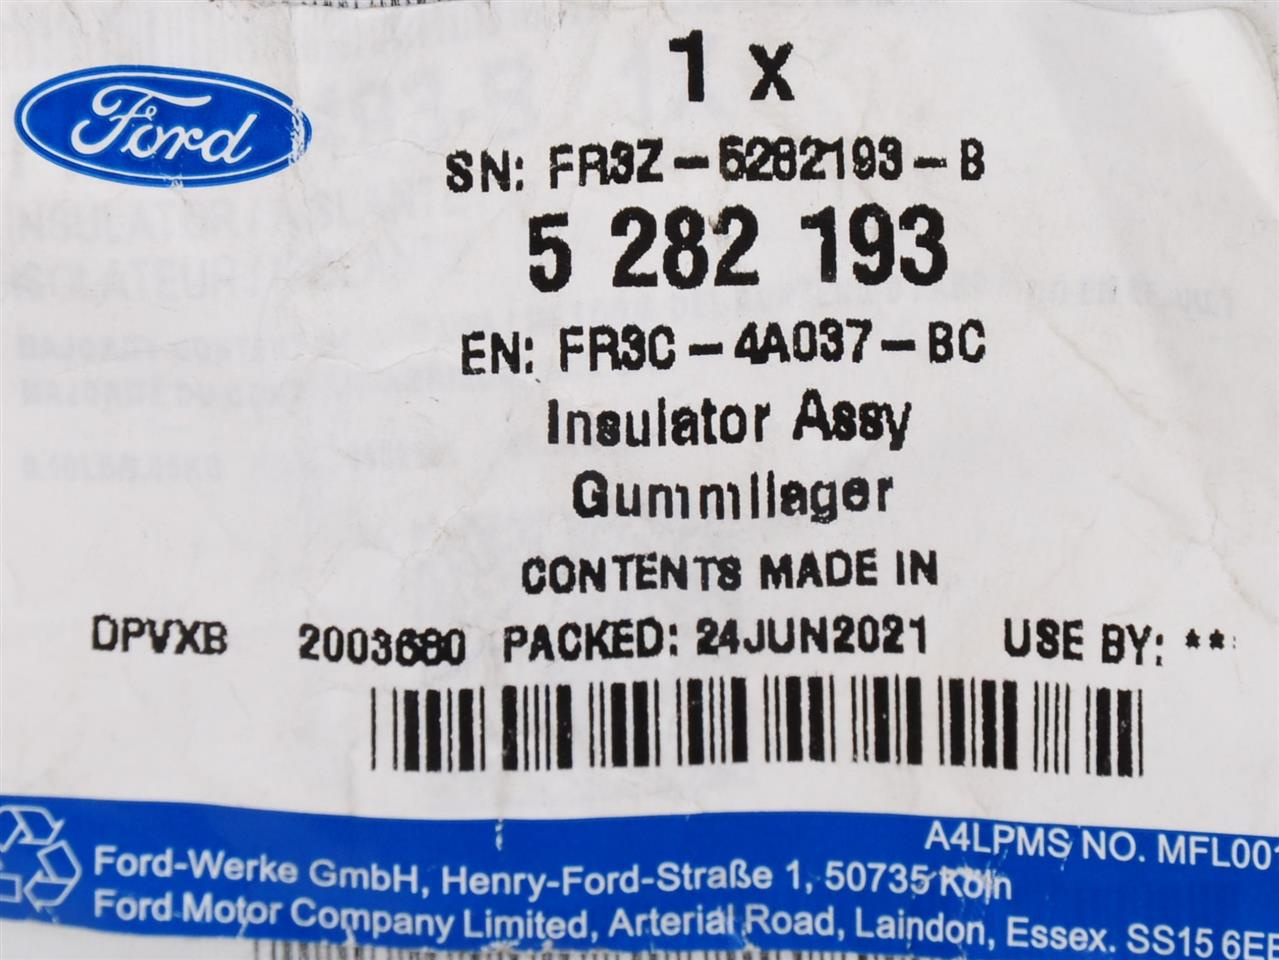 Ford
1 x
SN: FR3Z-5282193-B
5 282 193
EN: FR3C-4A037-BC
Insulator Assy
Gummilager
CONTENTS MADE IN
DPVXB 2003680 PACKED: 24JUN2021 USE BY: **
A4LPMS NO. MFL001
Ford-Werke GmbH, Henry-Ford-Straße 1, 50735 Köln
Ford Motor Company Limited, Arterial Road, Laindon, Essex. SS15 6EE